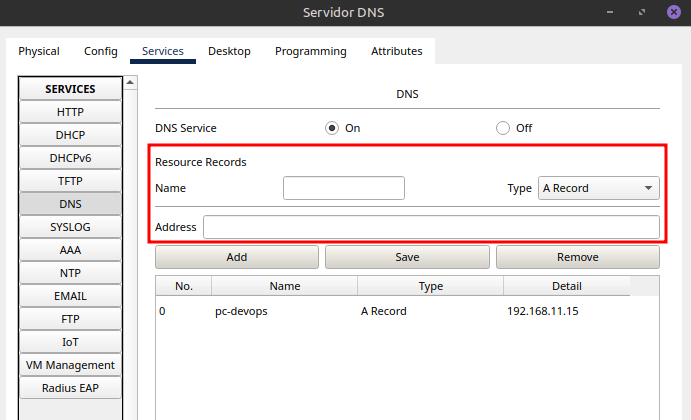 Servidor DNS
Physical Config Services Desktop Programming Attributes
SERVICES
HTTP
DHCP
DHCPv6
TFTP
DNS
SYSLOG
AAA
NTP
EMAIL
FTP
IoT
VM Management
Radius EAP
DNS
DNS Service On Off
Resource Records
Name Type A Record
Address
Add Save Remove
No. Name Type Detail
0 pc-devops A Record 192.168.11.15